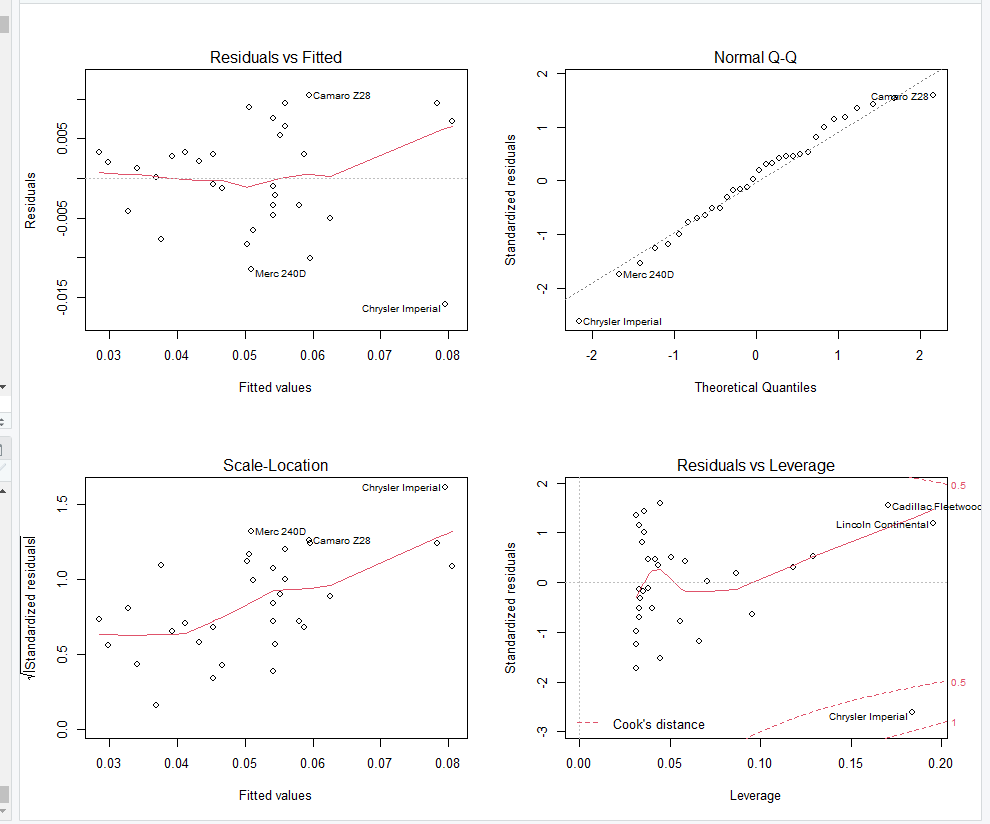 Residuals vs Fitted
Residuals
0.005
-0.005
-0.015
Camaro Z28
Merc 240D
Chrysler Imperial
0.03 0.04 0.05 0.06 0.07 0.08
Fitted values
Normal Q-Q
Standardized residuals
2
1
0
-1
-2
Camaro Z28
Merc 240D
Chrysler Imperial
-2 -1 0 1 2
Theoretical Quantiles
Scale-Location
√|Standardized residuals|
1.5
1.0
0.5
0.0
Chrysler Imperial
Merc 240D
Camaro Z28
0.03 0.04 0.05 0.06 0.07 0.08
Fitted values
Residuals vs Leverage
Standardized residuals
2
1
0
-1
-2
-3
0.5
Cadillac Fleetwood
Lincoln Continental
0.5
Chrysler Imperial
1
Cook's distance
0.00 0.05 0.10 0.15 0.20
Leverage